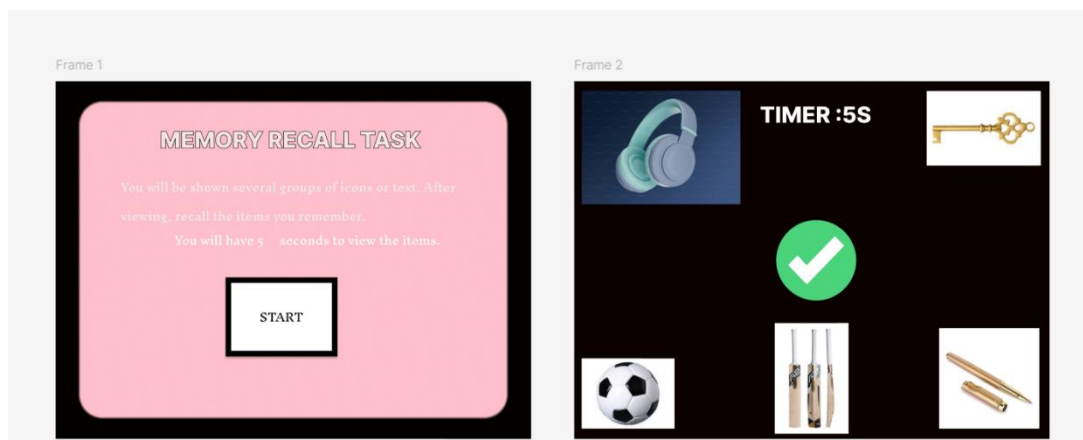 Frame 1
MEMORY RECALL TASK
You will be shown several groups of icons or text. After
viewing, recall the items you remember.
You will have 5 seconds to view the items.
START
Frame 2
TIMER :5S